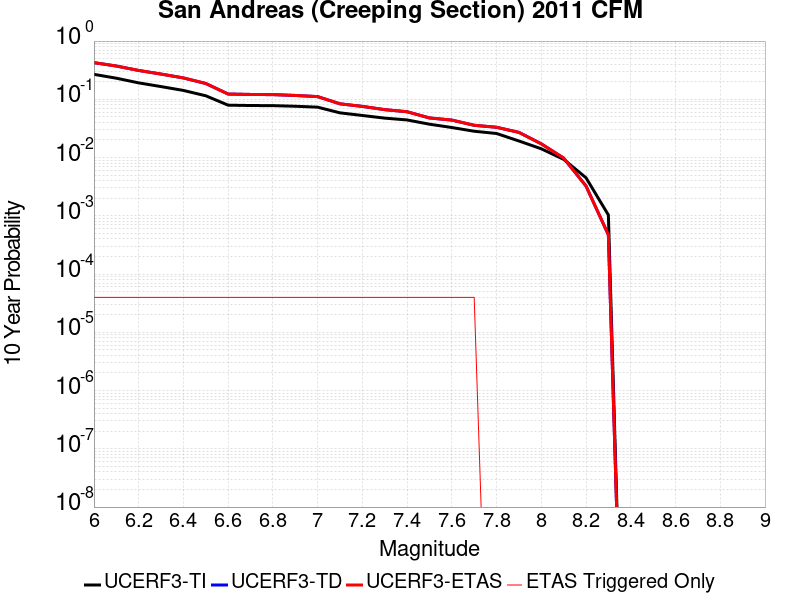 San Andreas (Creeping Section) 2011 CFM
10^0
10^-1
10^-2
10^-3
10^-4
10^-5
10^-6
10^-7
10^-8
10 Year Probability
6 6.2 6.4 6.6 6.8 7 7.2 7.4 7.6 7.8 8 8.2 8.4 8.6 8.8 9
Magnitude
UCERF3-TI UCERF3-TD UCERF3-ETAS ETAS Triggered Only